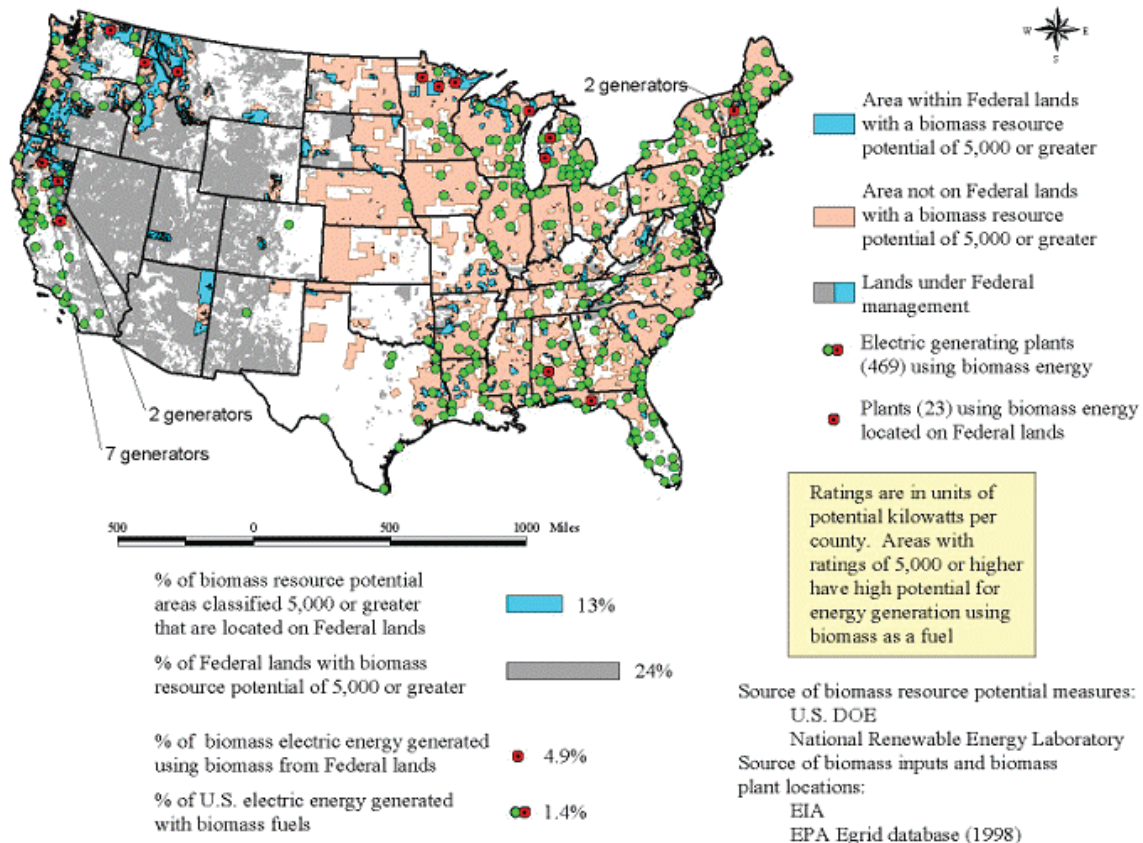 N
W
E
S
2 generators
Area within Federal lands
with a biomass resource
potential of 5,000 or greater
Area not on Federal lands
with a biomass resource
potential of 5,000 or greater
Lands under Federal
management
Electric generating plants
(469) using biomass energy
Plants (23) using biomass energy
located on Federal lands
2 generators
7 generators
Ratings are in units of
potential kilowatts per
county. Areas with
ratings of 5,000 or higher
have high potential for
energy generation using
biomass as a fuel
500 0 500 1000 Miles
% of biomass resource potential
areas classified 5,000 or greater
that are located on Federal lands
13%
% of Federal lands with biomass
resource potential of 5,000 or greater
24%
% of biomass electric energy generated
using biomass from Federal lands
4.9%
% of U.S. electric energy generated
with biomass fuels
1.4%
Source of biomass resource potential measures:
U.S. DOE
National Renewable Energy Laboratory
Source of biomass inputs and biomass
plant locations:
EIA
EPA Egrid database (1998)